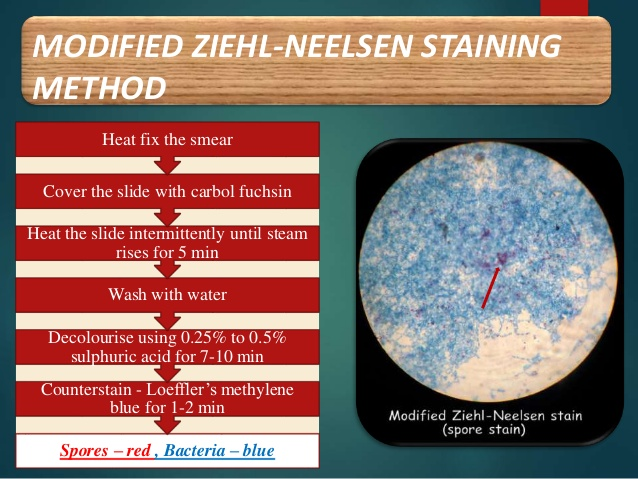 MODIFIED ZIEHL-NEELSEN STAINING
METHOD
Heat fix the smear
Cover the slide with carbol fuchsin
Heat the slide intermittently until steam
rises for 5 min
Wash with water
Decolourise using 0.25% to 0.5%
sulphuric acid for 7-10 min
Counterstain - Loeffler's methylene
blue for 1-2 min
Spores – red , Bacteria – blue
Modified Ziehl-Neelsen stain
(spore stain)